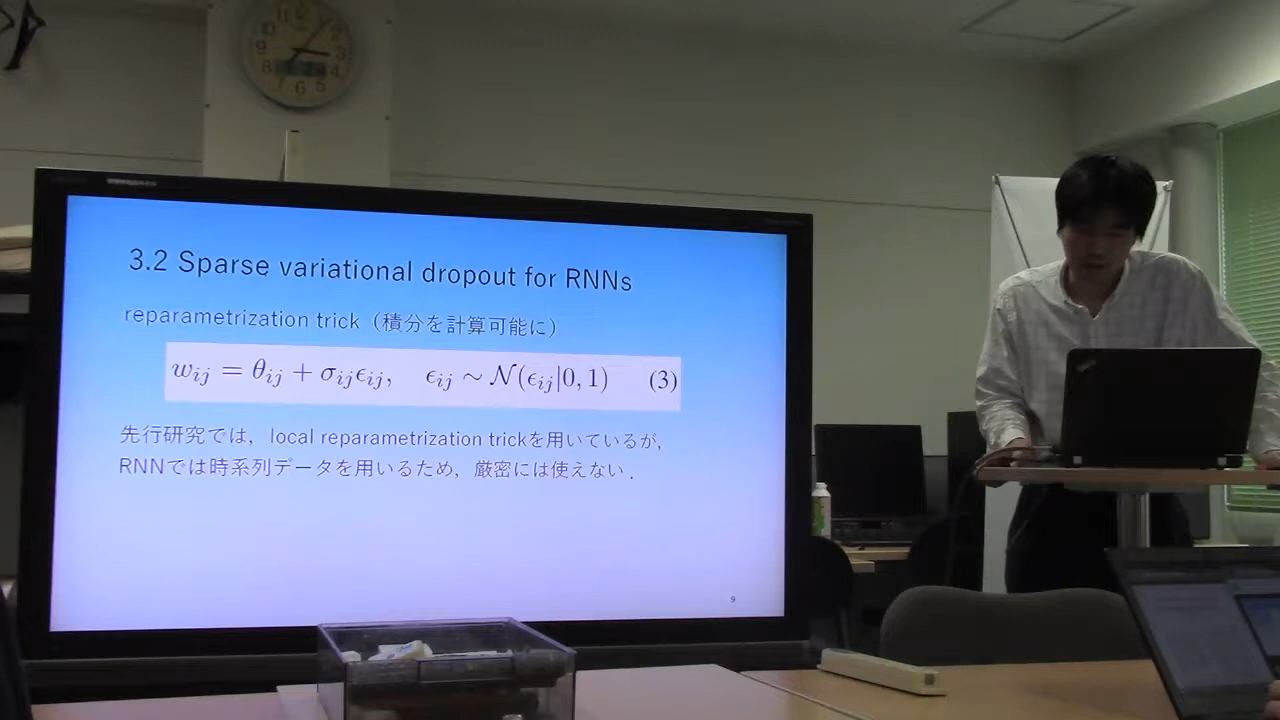 3.2 Sparse variational dropout for RNNs
reparametrization trick（積分を計算可能に）
w_{ij} = θ_{ij} + σ_{ij}ϵ_{ij}, ϵ_{ij} ∼ N(ϵ_{ij}|0, 1) (3)
先行研究では，local reparametrization trickを用いているが，
RNNでは時系列データを用いるため，厳密には使えない．
9